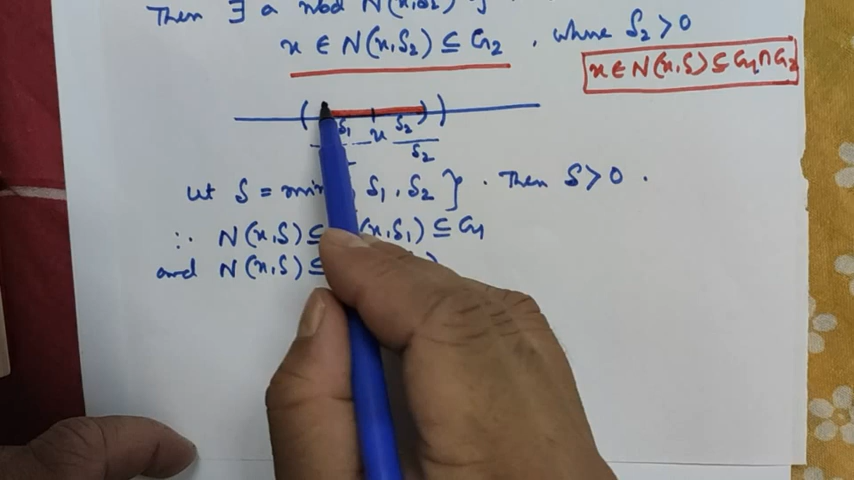 Then ∃ a nbd N(x,δ₂)
x ∈ N(x,δ₂) ⊆ G₂ , where δ₂ > 0
x ∈ N(x,δ) ⊆ G₁∩G₂
( δ₁ x δ₂ ) )
δ₂
Let δ = min δ₁, δ₂ } . Then δ > 0 .
∴ N(x,δ) ⊆ (x,δ₁) ⊆ G₁
and N(x,δ) ⊆